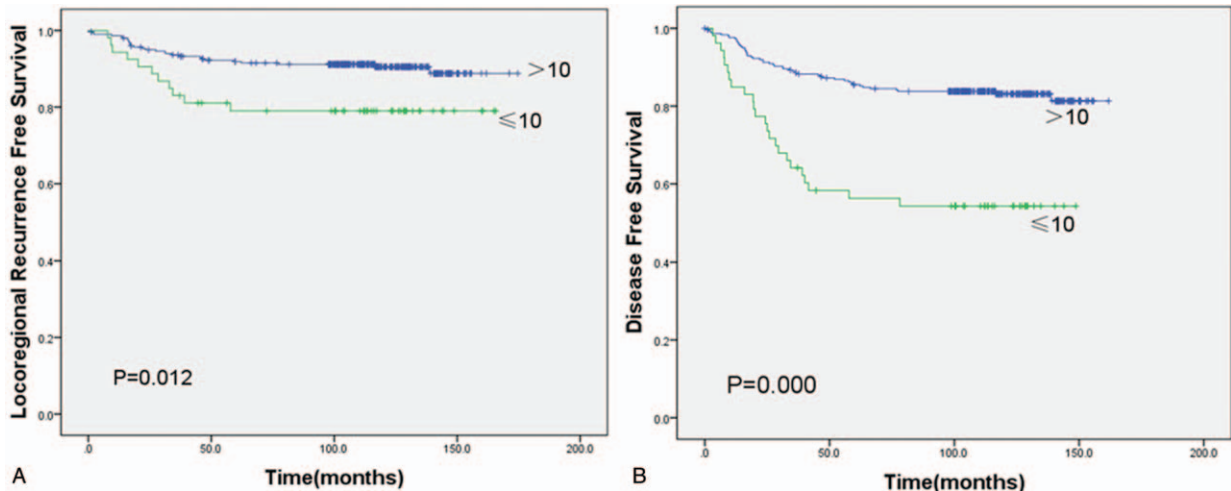 Locoregional Recurrence Free Survival
1.0
0.8
0.6
0.4
0.2
0.0
>10
≤10
P=0.012
.0 50.0 100.0 150.0 200.0
A Time(months)
Disease Free Survival
1.0
0.8
0.6
0.4
0.2
0.0
>10
≤10
P=0.000
.0 50.0 100.0 150.0 200.0
B Time(months)